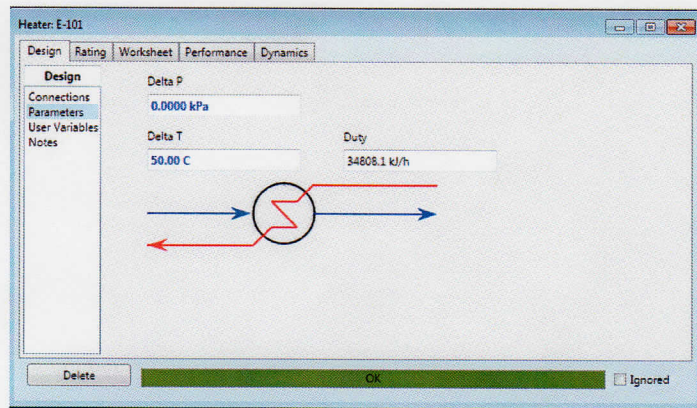 Heater: E-101
Design Rating Worksheet Performance Dynamics
Design
Connections
Parameters
User Variables
Notes
Delta P
0.0000 kPa
Delta T
50.00 C
Duty
34808.1 kJ/h
Delete
OK
Ignored